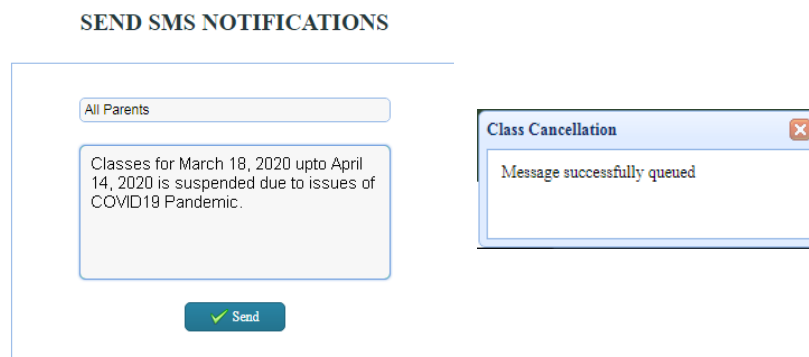 SEND SMS NOTIFICATIONS
All Parents
Classes for March 18, 2020 upto April
14, 2020 is suspended due to issues of
COVID19 Pandemic.
Send
Class Cancellation
Message successfully queued